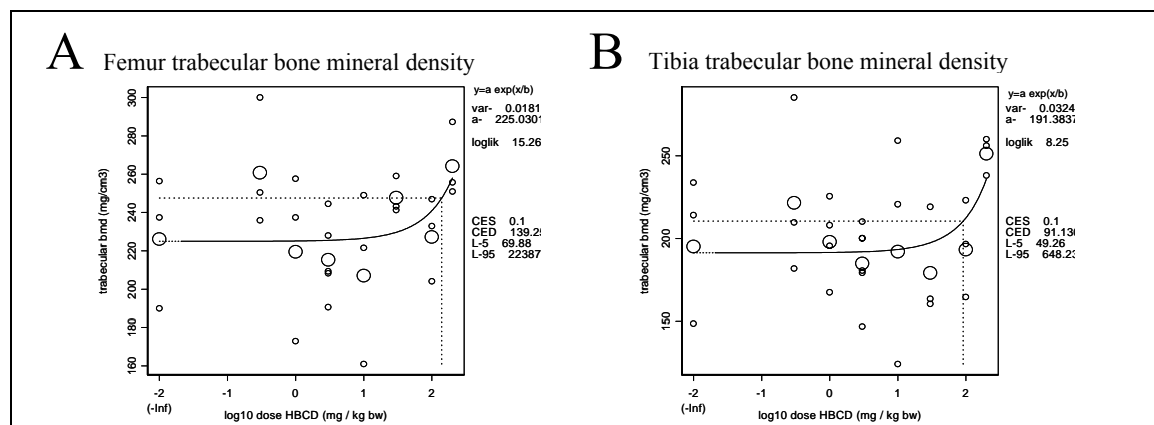 A Femur trabecular bone mineral density
y=a exp(x/b)
var- 0.0181
a- 225.0301
loglik 15.26
CES 0.1
CED 139.25
L-5 69.88
L-95 22387
trabecular bmd (mg/cm3)
300
280
260
240
220
200
180
160
-2 -1 0 1 2
(-Inf)
log10 dose HBCD (mg / kg bw)
B Tibia trabecular bone mineral density
y=a exp(x/b)
var- 0.0324
a- 191.3837
loglik 8.25
CES 0.1
CED 91.130
L-5 49.26
L-95 648.23
trabecular bmd (mg/cm3)
250
200
150
-2 -1 0 1 2
(-Inf)
log10 dose HBCD (mg / kg bw)